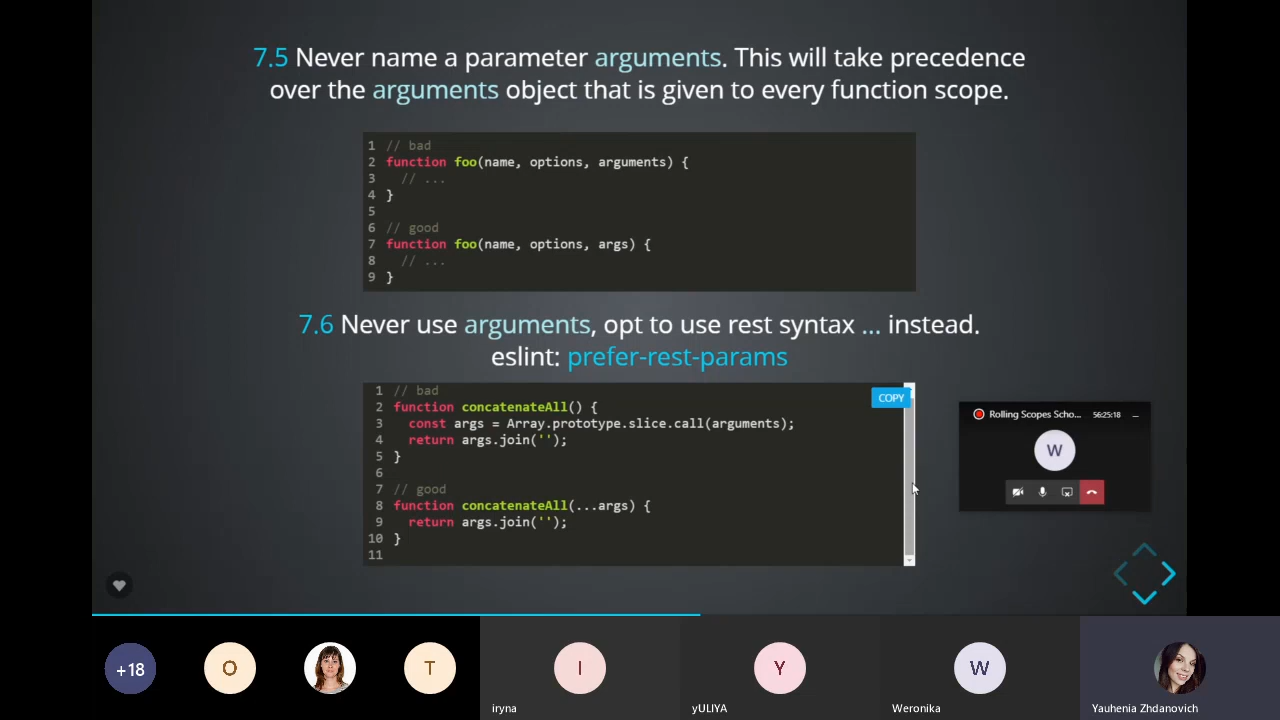 7.5 Never name a parameter arguments. This will take precedence
over the arguments object that is given to every function scope.
1 // bad
2 function foo(name, options, arguments) {
3 // ...
4 }
5
6 // good
7 function foo(name, options, args) {
8 // ...
9 }
7.6 Never use arguments, opt to use rest syntax ... instead.
eslint: prefer-rest-params
COPY
1 // bad
2 function concatenateAll() {
3 const args = Array.prototype.slice.call(arguments);
4 return args.join('');
5 }
6
7 // good
8 function concatenateAll(...args) {
9 return args.join('');
10 }
11
Rolling Scopes Scho... 56:25:18
W
+18
O
T
I
Y
W
iryna
yULIYA
Weronika
Yauhenia Zhdanovich